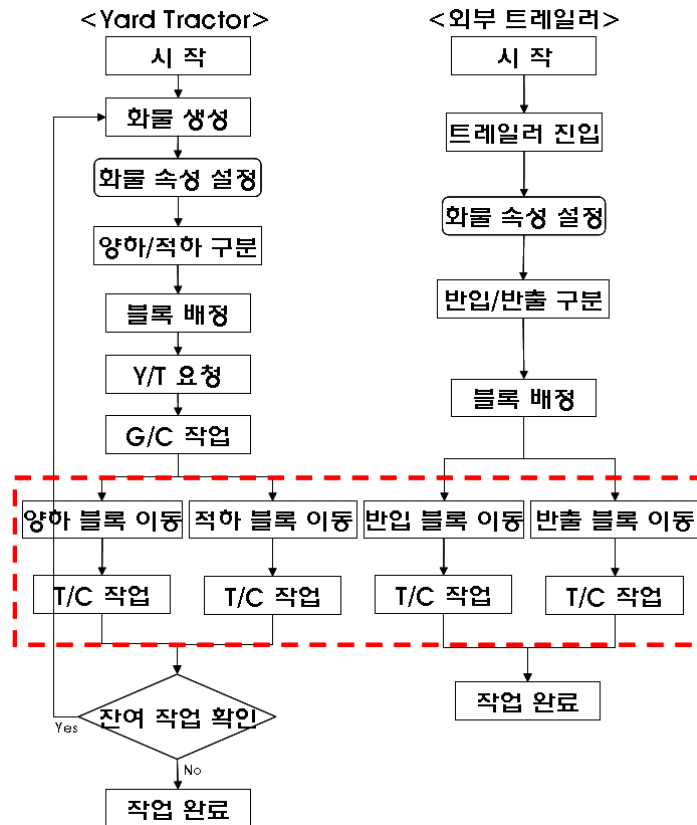 <Yard Tractor>
시 작
화물 생성
화물 속성 설정
양하/적하 구분
블록 배정
Y/T 요청
G/C 작업
양하 블록 이동
적하 블록 이동
T/C 작업
T/C 작업
잔여 작업 확인
Yes
No
작업 완료
<외부 트레일러>
시 작
트레일러 진입
화물 속성 설정
반입/반출 구분
블록 배정
반입 블록 이동
반출 블록 이동
T/C 작업
T/C 작업
작업 완료